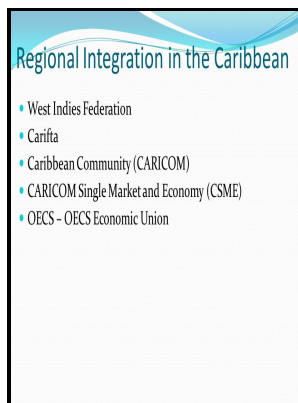 Regional Integration in the Caribbean
West Indies Federation
Carifta
Caribbean Community (CARICOM)
CARICOM Single Market and Economy (CSME)
OECS – OECS Economic Union